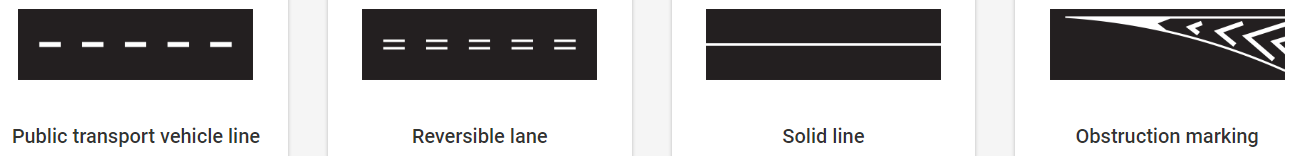 Public transport vehicle line
Reversible lane
Solid line
Obstruction marking